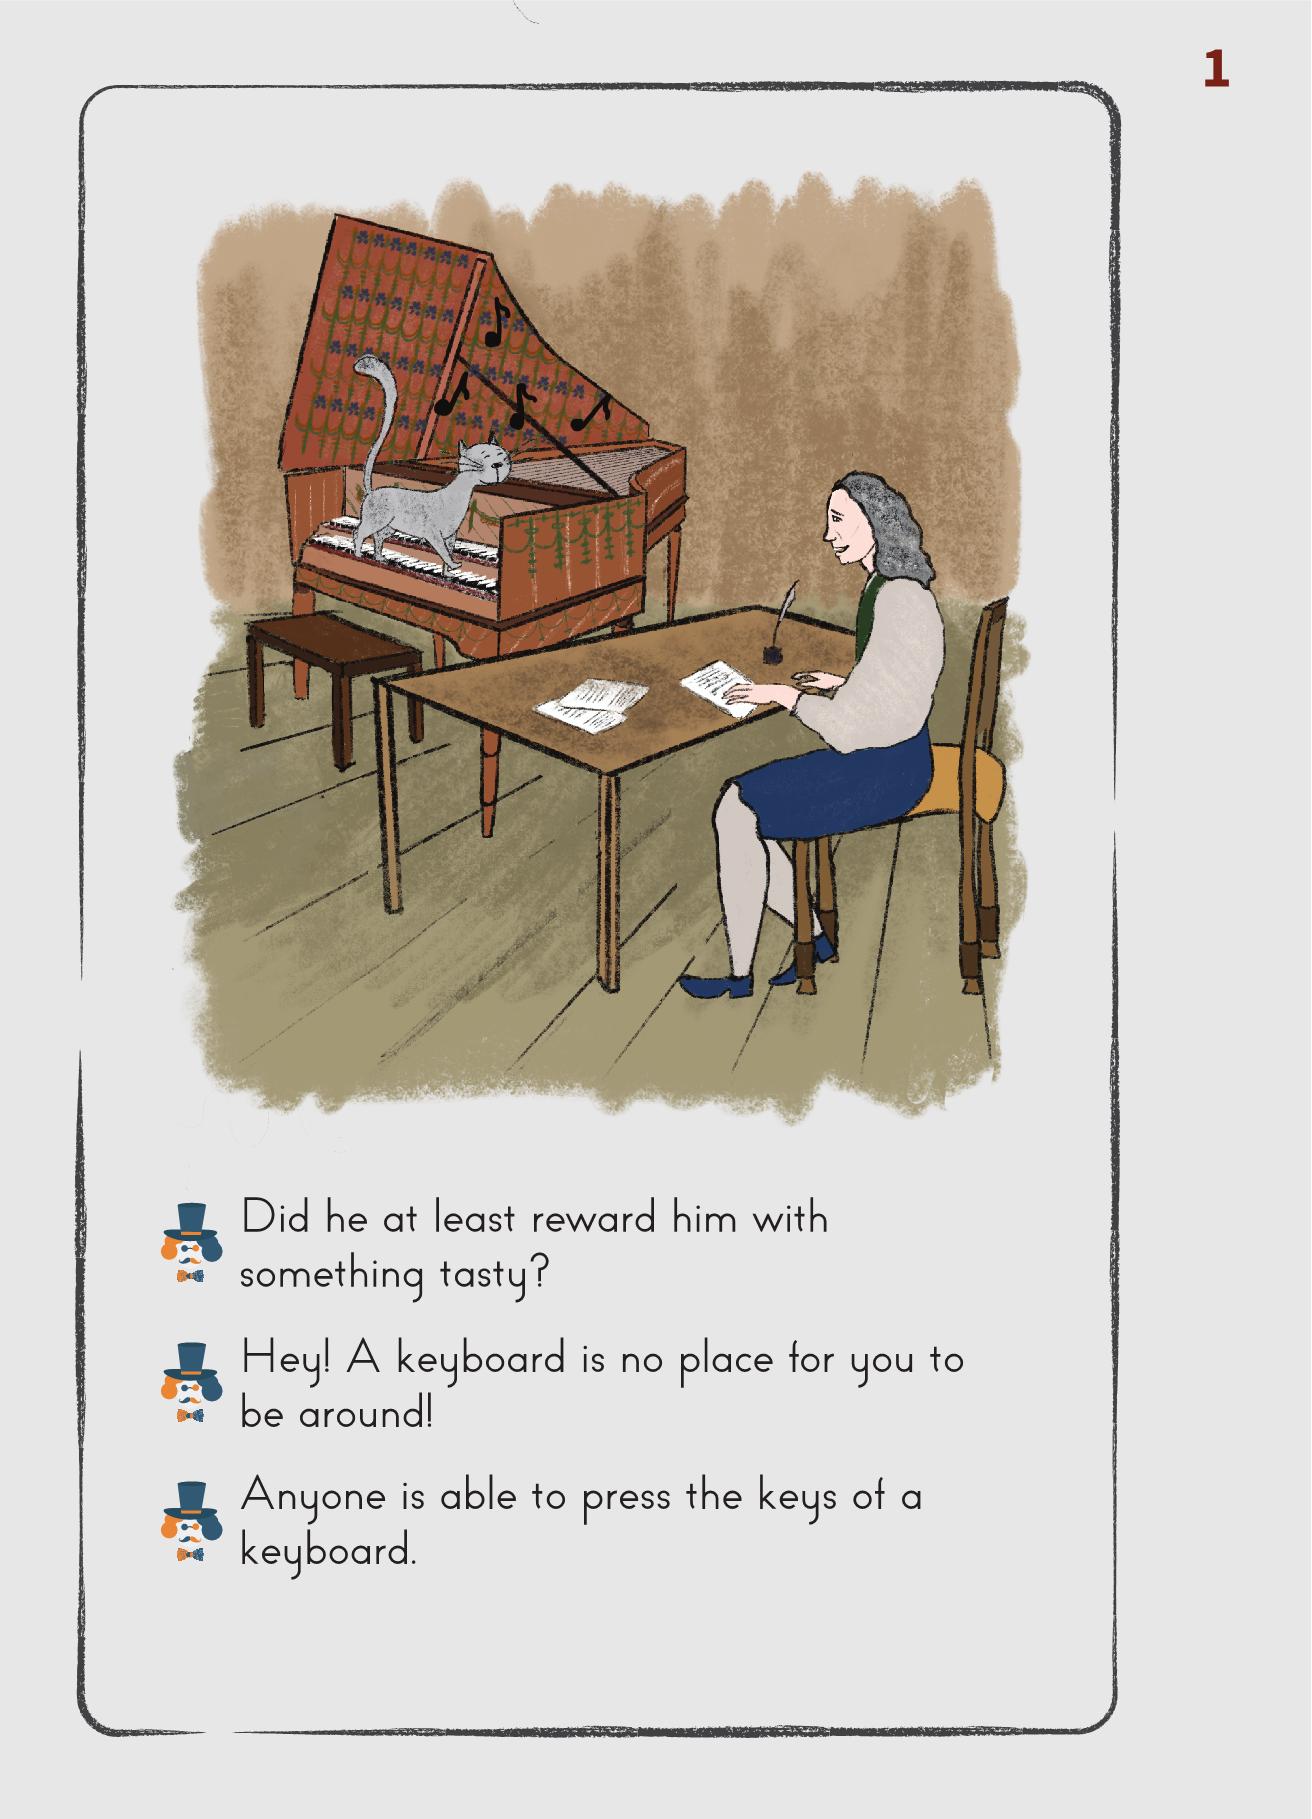 1
Did he at least reward him with
something tasty?
Hey! A keyboard is no place for you to
be around!
Anyone is able to press the keys of a
keyboard.